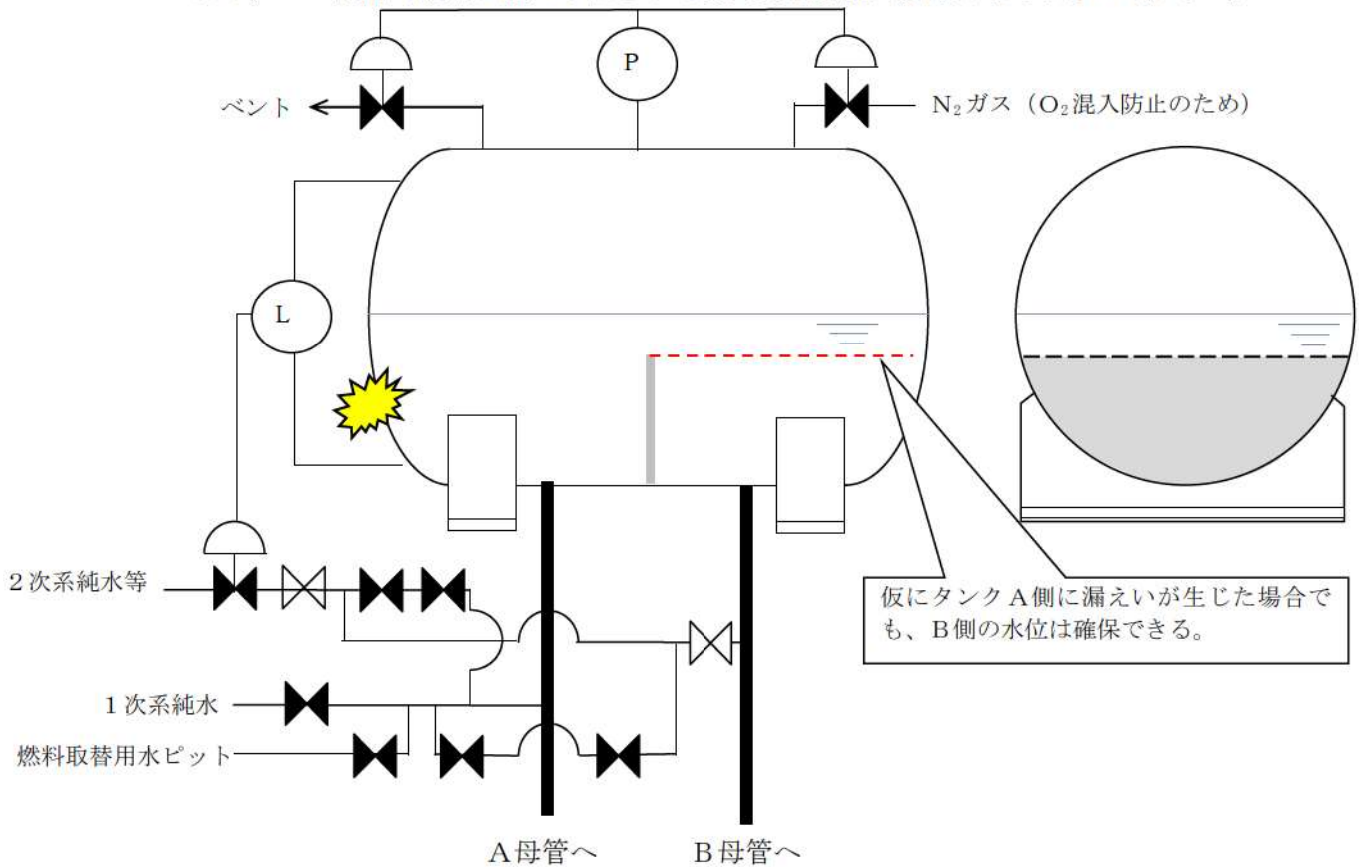 P
ベント
N₂ガス（O₂混入防止のため）
L
2次系純水等
仮にタンクA側に漏えいが生じた場合で
も、B側の水位は確保できる。
1次系純水
燃料取替用水ピット
A母管へ
B母管へ